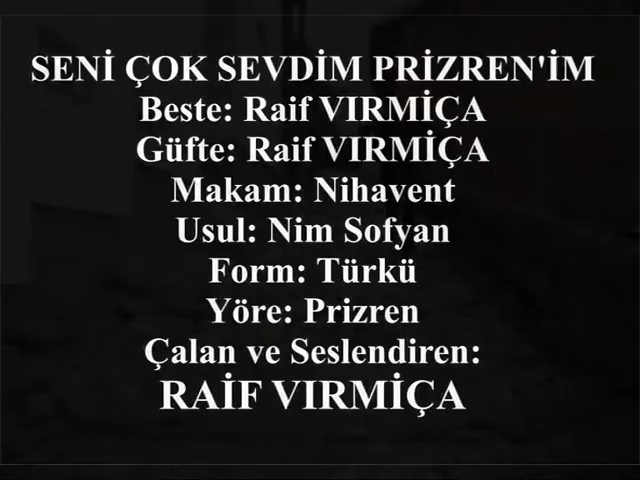 SENİ ÇOK SEVDİM PRİZREN'İM
Beste: Raif VIRMİÇA
Güfte: Raif VIRMİÇA
Makam: Nihavent
Usul: Nim Sofyan
Form: Türkü
Yöre: Prizren
Çalan ve Seslendiren:
RAİF VIRMİÇA